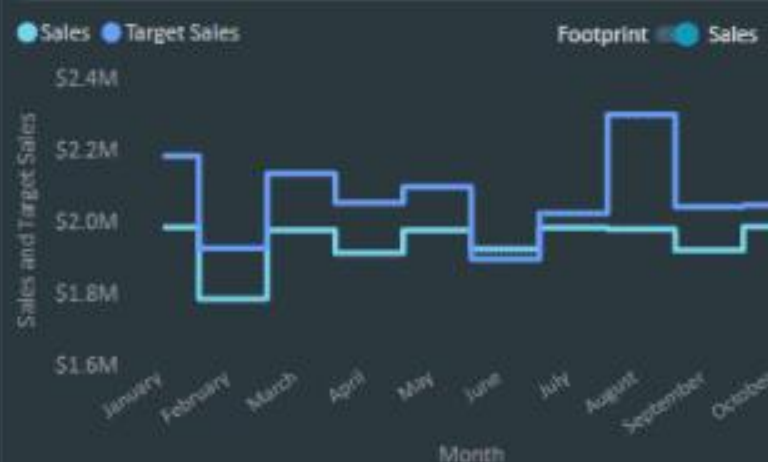 Sales Target Sales Footprint Sales
$2.4M
$2.2M
$2.0M
$1.8M
$1.6M
Sales and Target Sales
January February March April May June July August September October
Month